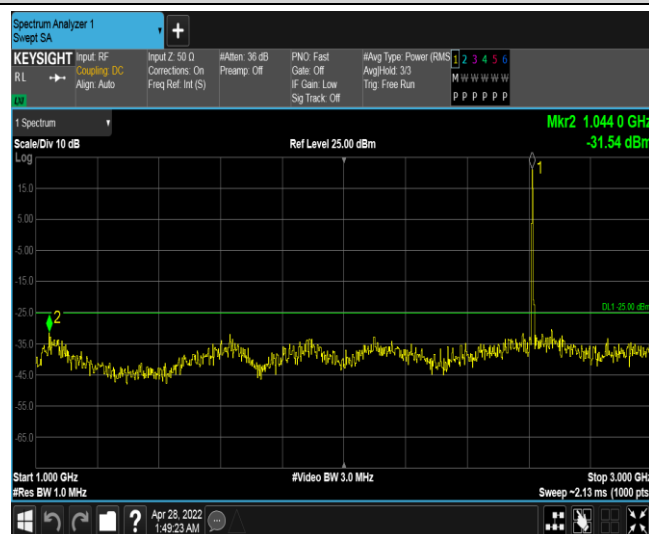 Spectrum Analyzer 1
Swept SA
KEYSIGHT
RL
LXI
Input: RF
Coupling: DC
Align: Auto
Input Z: 50 Ω
Corrections: On
Freq Ref: Int (S)
#Atten: 36 dB
Preamp: Off
PNO: Fast
Gate: Off
IF Gain: Low
Sig Track: Off
#Avg Type: Power (RMS
Avg|Hold: 3/3
Trig: Free Run
1 2 3 4 5 6
M W W W W W
P P P P P P
1 Spectrum
Mkr2 1.044 0 GHz
-31.54 dBm
Scale/Div 10 dB
Ref Level 25.00 dBm
Log
1
15.0
5.00
-5.00
-15.0
-25.0
DL1 -25.00 dBm
2
-35.0
-45.0
-55.0
-65.0
Start 1.000 GHz
#Video BW 3.0 MHz
Stop 3.000 GHz
#Res BW 1.0 MHz
Sweep ~2.13 ms (1000 pts
?
Apr 28, 2022
1:49:23 AM